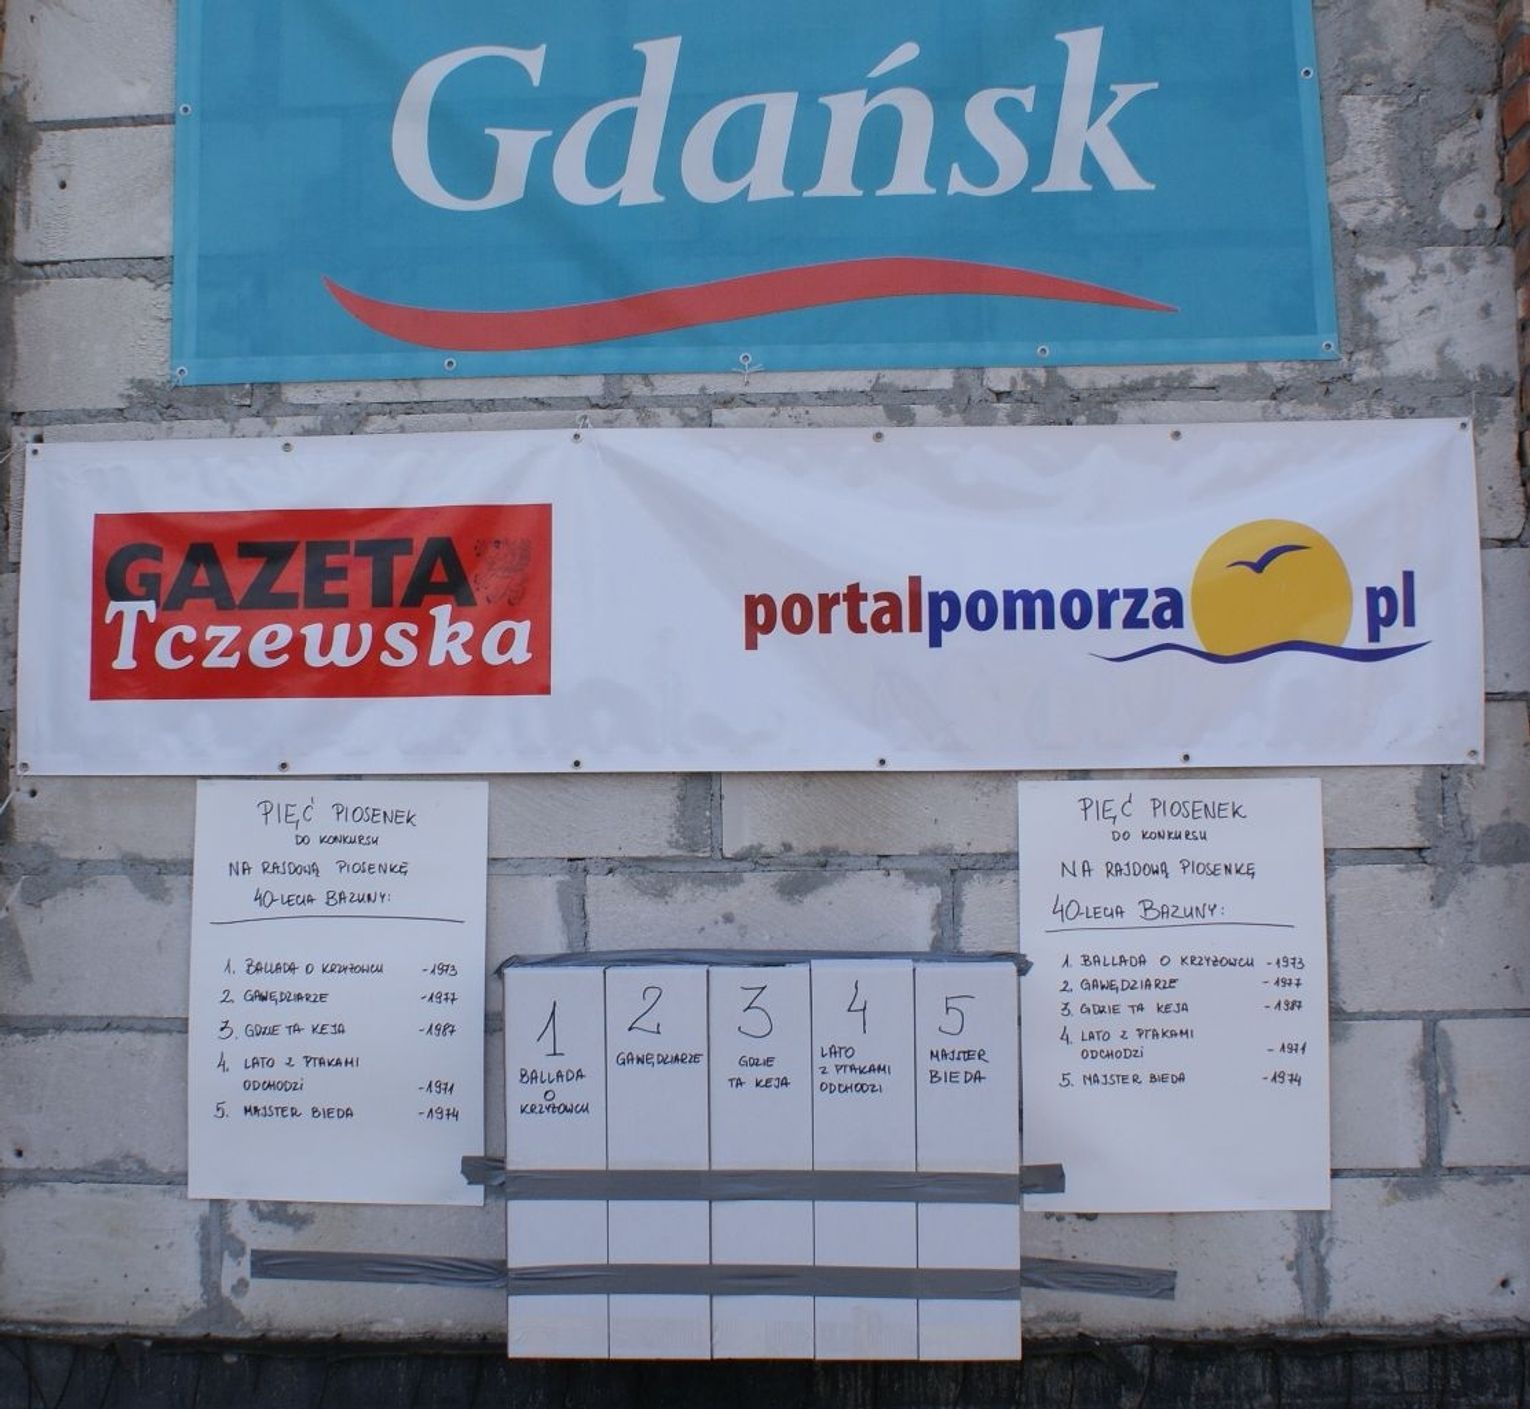 Gdańsk
GAZETA
Tczewska
portalpomorza pl
PIĘĆ PIOSENEK
DO KONKURSU
NA RAJDOWĄ PIOSENKĘ
40-LECIA BAZUNY:
1. BALLADA O KRZYŻOWCU -1973
2. GAWĘDZIARZE -1977
3. GDZIE TA KEJA -1987
4. LATO Z PTAKAMI
ODCHODZI -1971
5. MAJSTER BIEDA -1974
1
BALLADA
O
KRZYŻOWCU
2
GAWĘDZIARZE
3
GDZIE
TA KEJA
4
LATO
Z PTAKAMI
ODCHODZI
5
MAJSTER
BIEDA
PIĘĆ PIOSENEK
DO KONKURSU
NA RAJDOWĄ PIOSENKĘ
40-LECIA BAZUNY:
1. BALLADA O KRZYŻOWCU -1973
2. GAWĘDZIARZE -1977
3. GDZIE TA KEJA -1987
4. LATO Z PTAKAMI
ODCHODZI -1971
5. MAJSTER BIEDA -1974